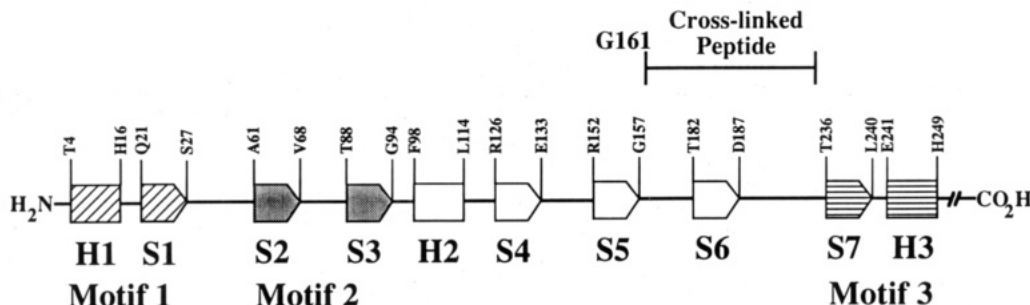 Cross-linked
Peptide
G161
T4 H16 Q21 S27 A61 V68 T88 G94 F98 L114 R126 E133 R152 G157 T182 D187 T236 L240 E241 H249
H2N CO2H
H1 S1 S2 S3 H2 S4 S5 S6 S7 H3
Motif 1 Motif 2 Motif 3